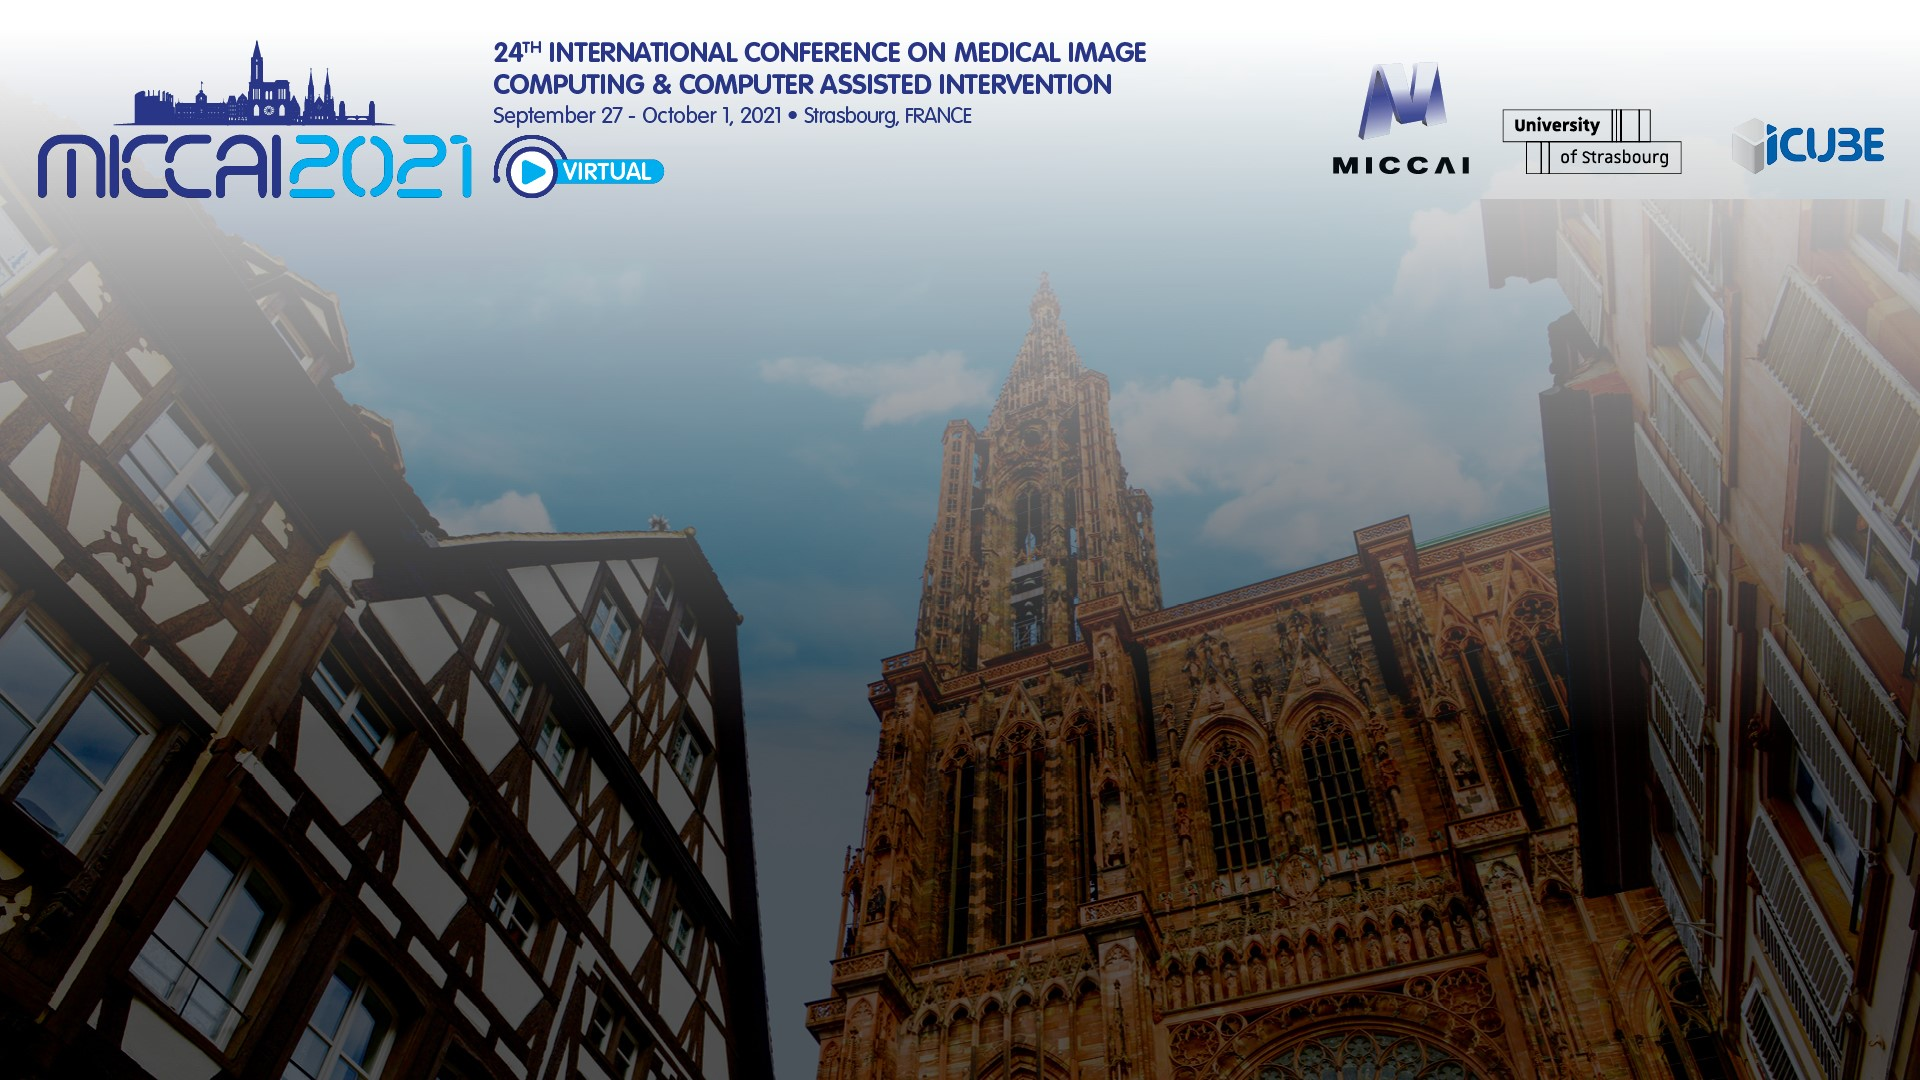 24TH INTERNATIONAL CONFERENCE ON MEDICAL IMAGE
COMPUTING & COMPUTER ASSISTED INTERVENTION
September 27 - October 1, 2021 • Strasbourg, FRANCE
MICCAI2021
VIRTUAL
MICCAI
University
of Strasbourg
iCUBE